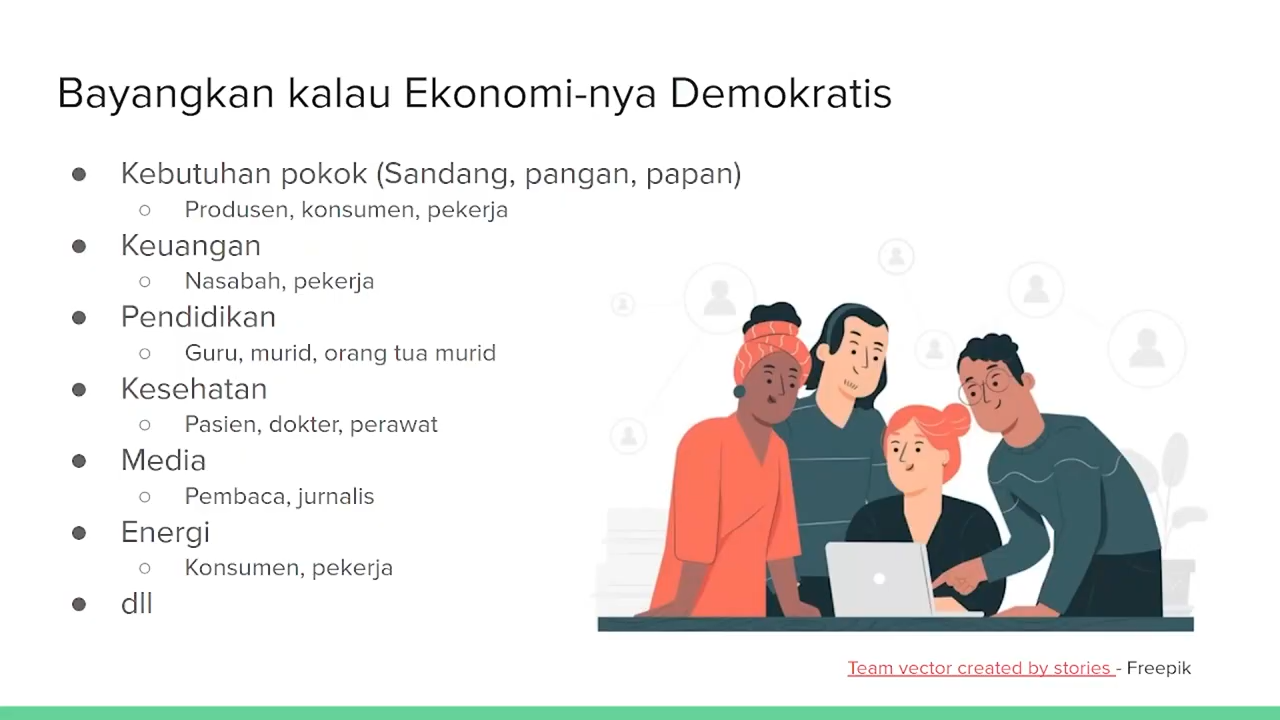 Bayangkan kalau Ekonomi-nya Demokratis
● Kebutuhan pokok (Sandang, pangan, papan)
○ Produsen, konsumen, pekerja
● Keuangan
○ Nasabah, pekerja
● Pendidikan
○ Guru, murid, orang tua murid
● Kesehatan
○ Pasien, dokter, perawat
● Media
○ Pembaca, jurnalis
● Energi
○ Konsumen, pekerja
● dll
Team vector created by stories - Freepik